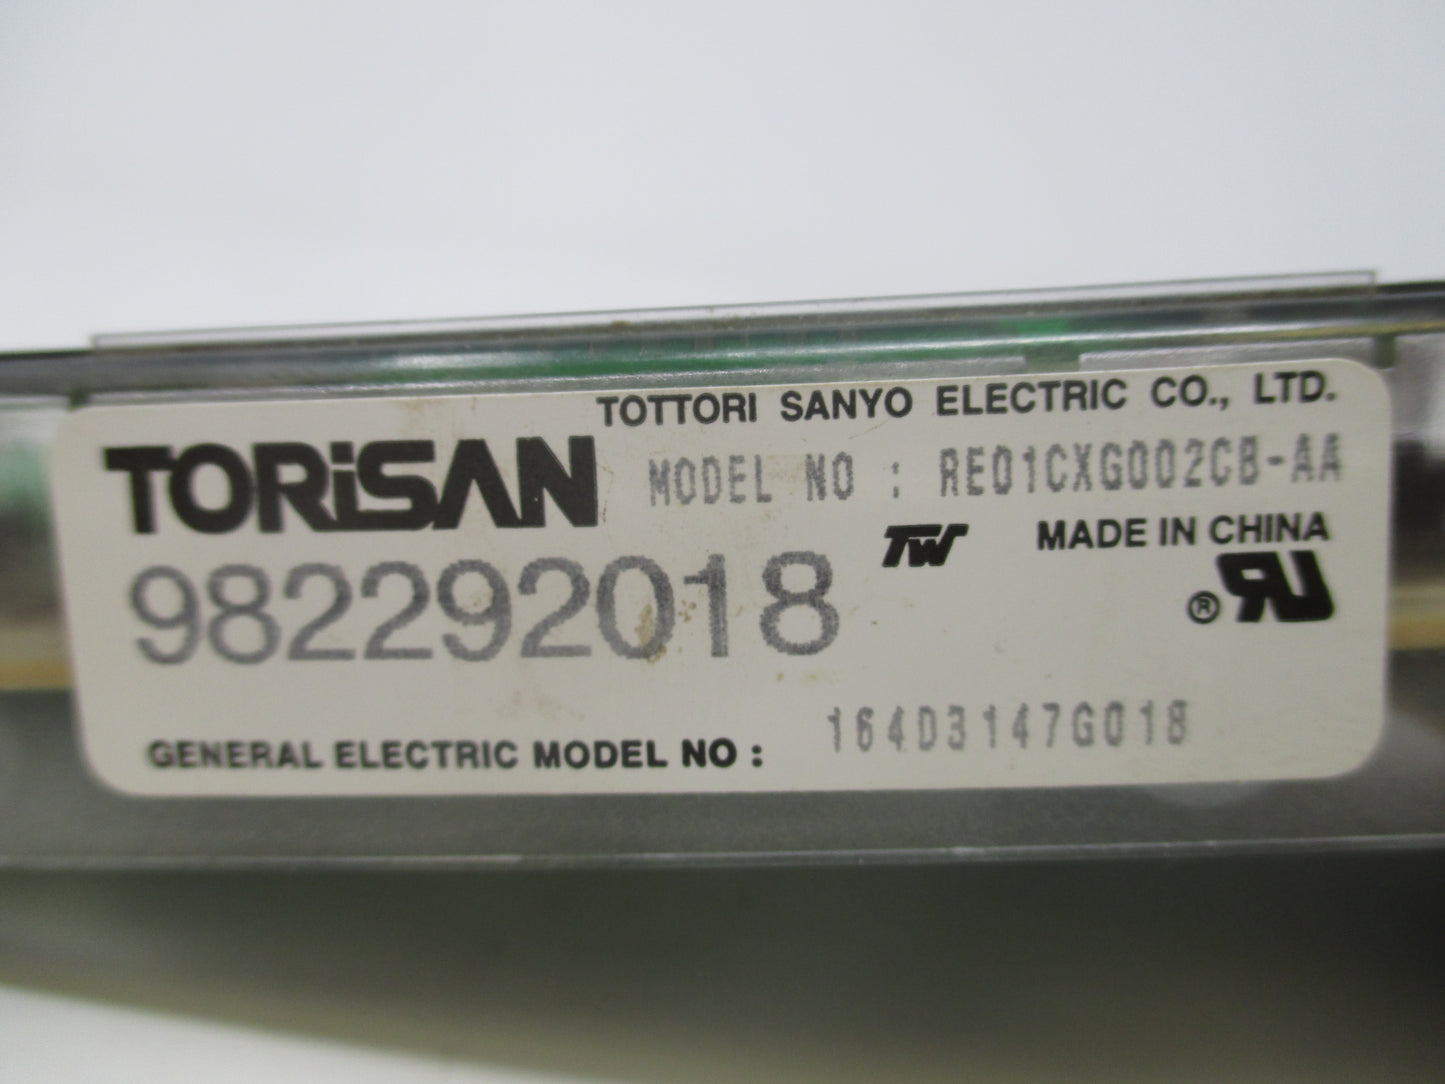 TOTTORI SANYO ELECTRIC CO., LTD.
TORiSAN
MODEL NO : RE01CXG002CB-AA
TW
MADE IN CHINA
982292018
® RU
GENERAL ELECTRIC MODEL NO : 164D3147G018